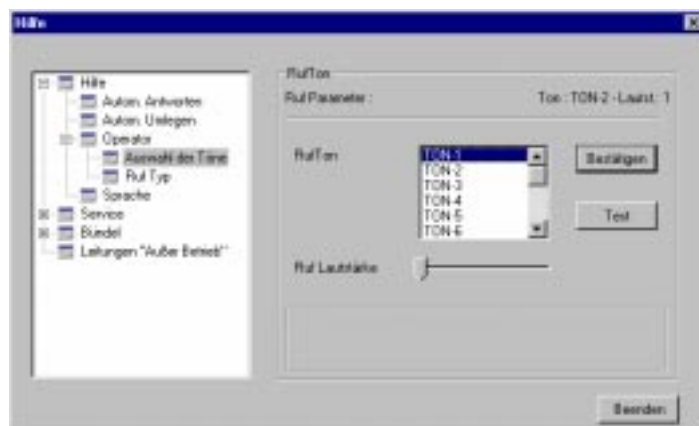 Hilfe
Hilfe
Autom. Antworten
Autom. Umlegen
Operator
Auswahl der Töne
Ruf Typ
Sprache
Service
Bündel
Leitungen "Außer Betrieb"
RufTon
Ruf Parameter :
Ton : TON-2 - Lautst.: 1
RufTon
TON-1
TON-2
TON-3
TON-4
TON-5
TON-6
Bestätigen
Test
Ruf Lautstärke
Beenden